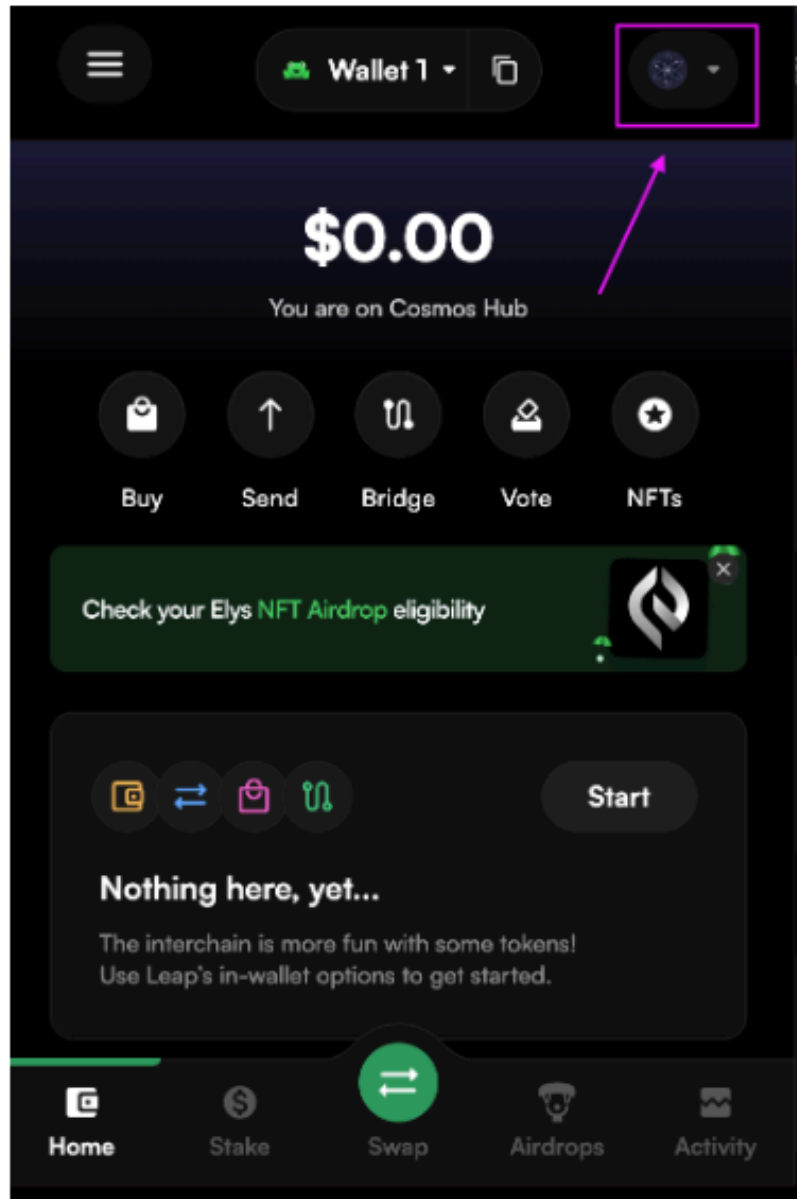 Wallet 1
$0.00
You are on Cosmos Hub
Buy Send Bridge Vote NFTs
Check your Elys NFT Airdrop eligibility
Start
Nothing here, yet...
The interchain is more fun with some tokens!
Use Leap's in-wallet options to get started.
Home Stake Swap Airdrops Activity